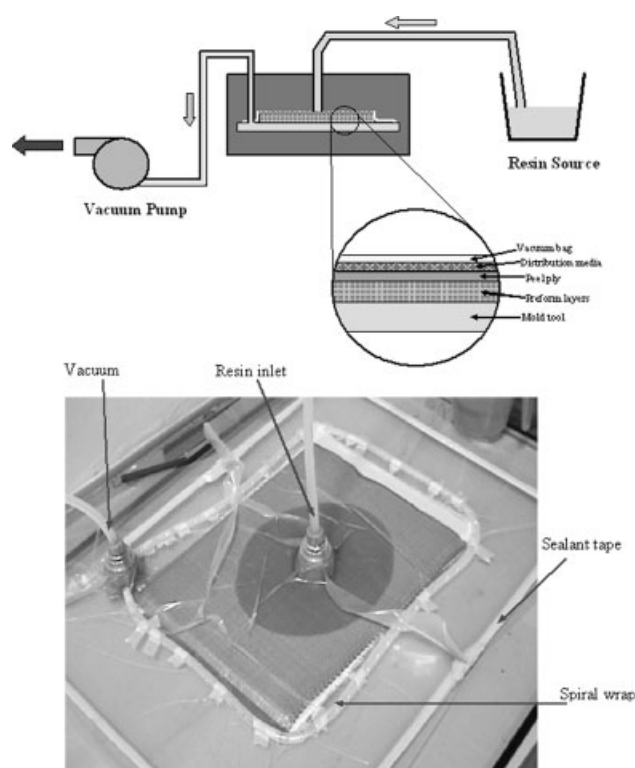 Resin Source
Vacuum Pump
Vacuum bag
Distribution media
Peel ply
Preform layers
Mold tool
Vacuum
Resin inlet
Sealant tape
Spiral wrap